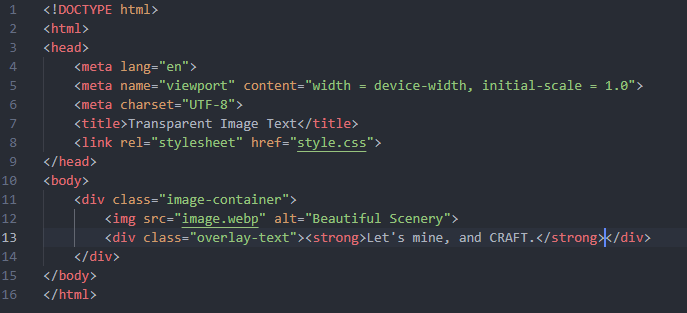 1 <!DOCTYPE html>
2 <html>
3 <head>
4     <meta lang="en">
5     <meta name="viewport" content="width = device-width, initial-scale = 1.0">
6     <meta charset="UTF-8">
7     <title>Transparent Image Text</title>
8     <link rel="stylesheet" href="style.css">
9 </head>
10 <body>
11     <div class="image-container">
12         <img src="image.webp" alt="Beautiful Scenery">
13         <div class="overlay-text"><strong>Let's mine, and CRAFT.</strong></div>
14     </div>
15 </body>
16 </html>